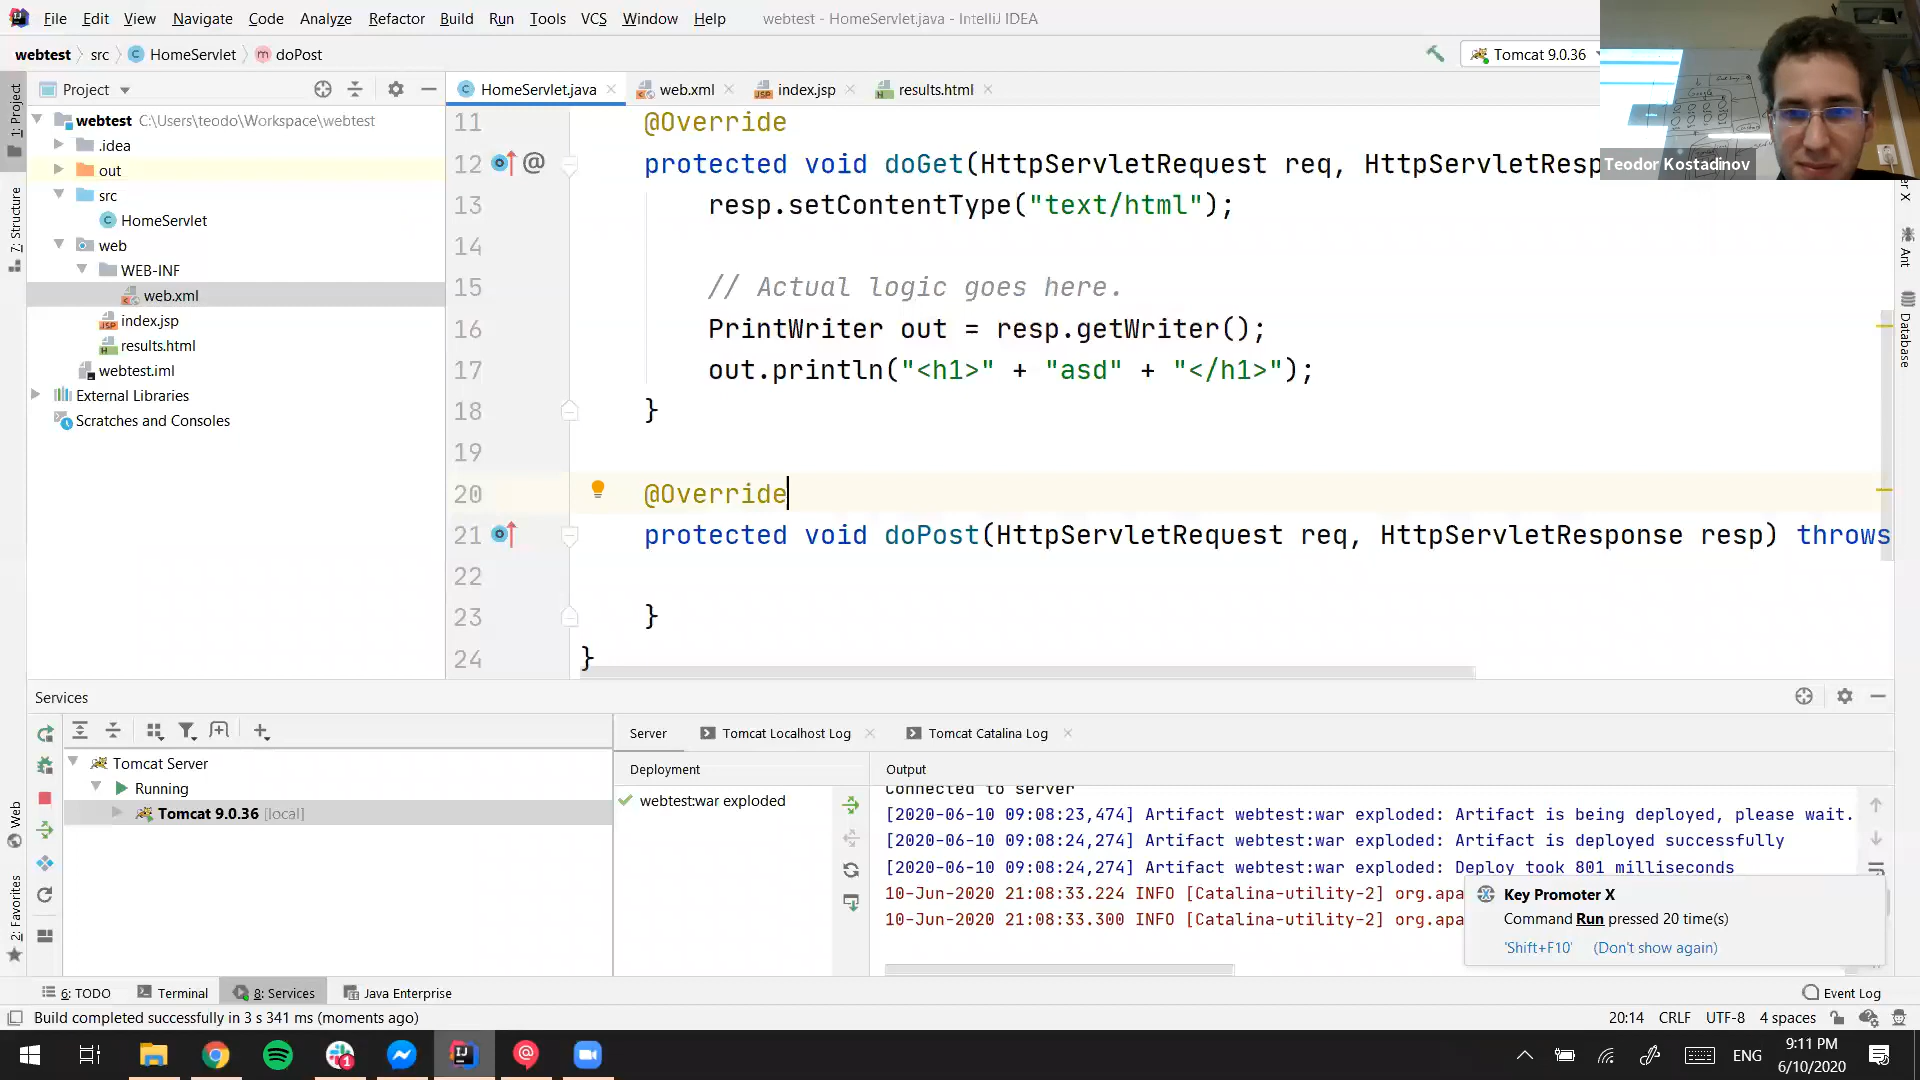 File Edit View Navigate Code Analyze Refactor Build Run Tools VCS Window Help webtest - HomeServlet.java - IntelliJ IDEA
webtest src HomeServlet doPost
Tomcat 9.0.36
Teodor Kostadinov
1: Project
7: Structure
Web
2: Favorites
Ant
Database
Project
webtest C:\Users\teodo\Workspace\webtest
.idea
out
src
HomeServlet
web
WEB-INF
web.xml
index.jsp
results.html
webtest.iml
External Libraries
Scratches and Consoles
HomeServlet.java web.xml index.jsp results.html
11 @Override
12 protected void doGet(HttpServletRequest req, HttpServletResp
13 resp.setContentType("text/html");
14
15 // Actual logic goes here.
16 PrintWriter out = resp.getWriter();
17 out.println("<h1>" + "asd" + "</h1>");
18 }
19
20 @Override
21 protected void doPost(HttpServletRequest req, HttpServletResponse resp) throws
22
23 }
24 }
Services
Tomcat Server
Running
Tomcat 9.0.36 [local]
Server Tomcat Localhost Log Tomcat Catalina Log
Deployment Output
webtest:war exploded
Connected to server
[2020-06-10 09:08:23,474] Artifact webtest:war exploded: Artifact is being deployed, please wait.
[2020-06-10 09:08:24,274] Artifact webtest:war exploded: Artifact is deployed successfully
[2020-06-10 09:08:24,274] Artifact webtest:war exploded: Deploy took 801 milliseconds
10-Jun-2020 21:08:33.224 INFO [Catalina-utility-2] org.apa
10-Jun-2020 21:08:33.300 INFO [Catalina-utility-2] org.apa
Key Promoter X
Command Run pressed 20 time(s)
'Shift+F10' (Don't show again)
6: TODO Terminal 8: Services Java Enterprise Event Log
Build completed successfully in 3 s 341 ms (moments ago) 20:14 CRLF UTF-8 4 spaces
ENG
9:11 PM
6/10/2020